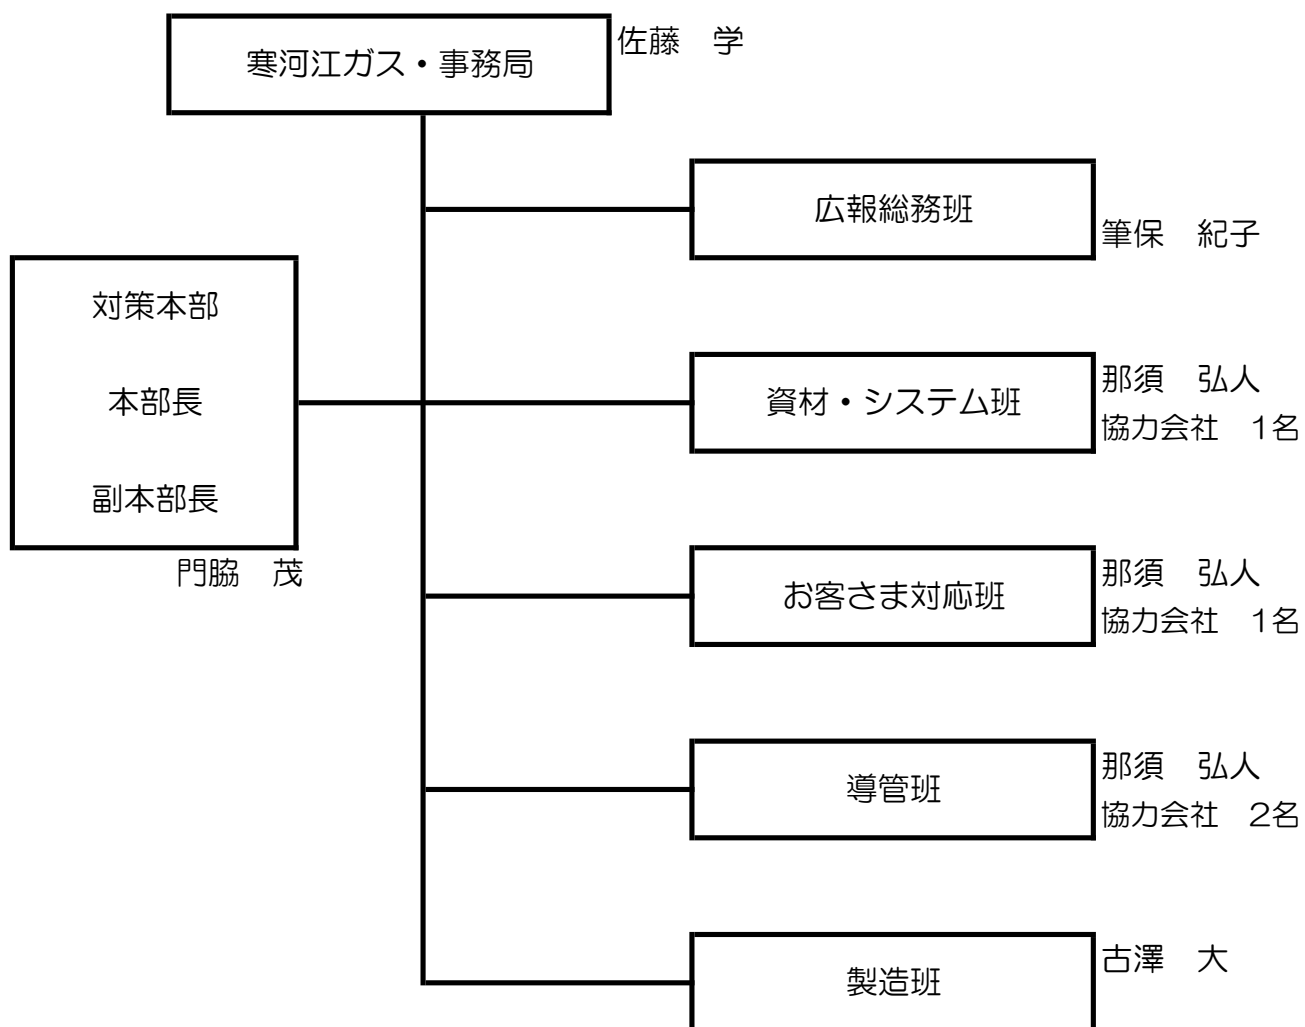 寒河江ガス・事務局
佐藤　学
広報総務班
筆保　紀子
対策本部
本部長
副本部長
門脇　茂
資材・システム班
那須　弘人
協力会社　1名
お客さま対応班
那須　弘人
協力会社　1名
導管班
那須　弘人
協力会社　2名
製造班
古澤　大